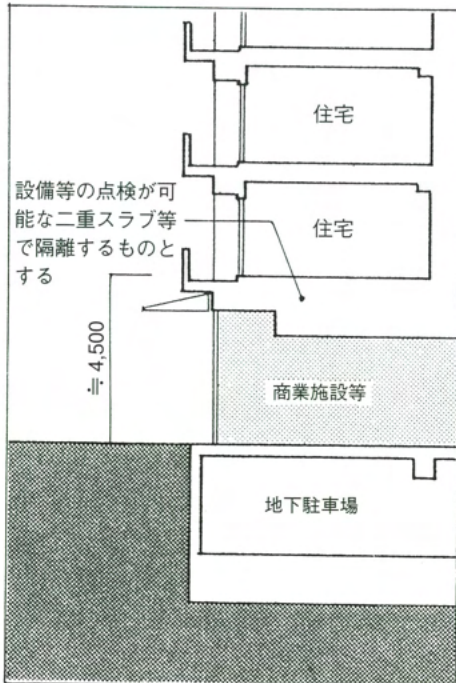 住宅
設備等の点検が可
能な二重スラブ等
で隔離するものと
する
住宅
≒4,500
商業施設等
地下駐車場